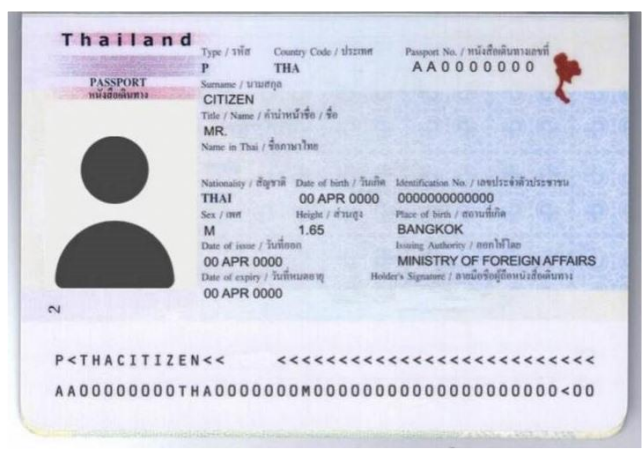 Thailand
PASSPORT
หนังสือเดินทาง
Type / รหัส Country Code / ประเทศ Passport No. / หนังสือเดินทางเลขที่
P THA AA0000000
Surname / นามสกุล
CITIZEN
Title / Name / คำนำหน้าชื่อ / ชื่อ
MR.
Name in Thai / ชื่อภาษาไทย
Nationality / สัญชาติ Date of birth / วันเกิด Identification No. / เลขประจำตัวประชาชน
THAI 00 APR 0000 0000000000000
Sex / เพศ Height / ส่วนสูง Place of birth / สถานที่เกิด
M 1.65 BANGKOK
Date of issue / วันที่ออก Issuing Authority / ออกให้โดย
00 APR 0000 MINISTRY OF FOREIGN AFFAIRS
Date of expiry / วันที่หมดอายุ Holder's Signature / ลายมือชื่อผู้ถือหนังสือเดินทาง
00 APR 0000
2
P<THACITIZEN<< <<<<<<<<<<<<<<<<<<<<<<<<<<
AA00000000THA0000000M0000000000000000000000<00